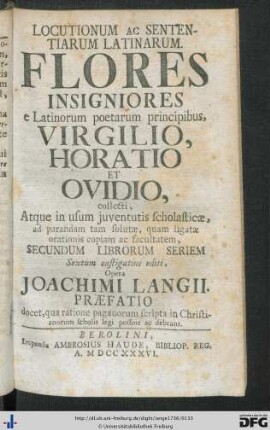 LOCUTIONUM AC SENTEN-
TIARUM LATINARUM.
FLORES
INSIGNIORES
e Latinorum poetarum principibus,
VIRGILIO,
HORATIO
ET
OVIDIO,
collecti,
Atque in usum juventutis scholasticæ,
ad parandam tam solutæ, quam ligatæ
orationis copiam ac facultatem,
SECUNDUM LIBRORUM SERIEM
editi.
Opera
JOACHIMI LANGII.
PRÆFATIO
docet, qua ratione paganorum scripta in Christi-
anorum scholis legi possint ac debeant.
BEROLINI,
AMBROSIUS HAUDE, BIBLIOP. REG.
A. MDCCXXXVI.
© Universitätsbibliothek Freiburg
DFG